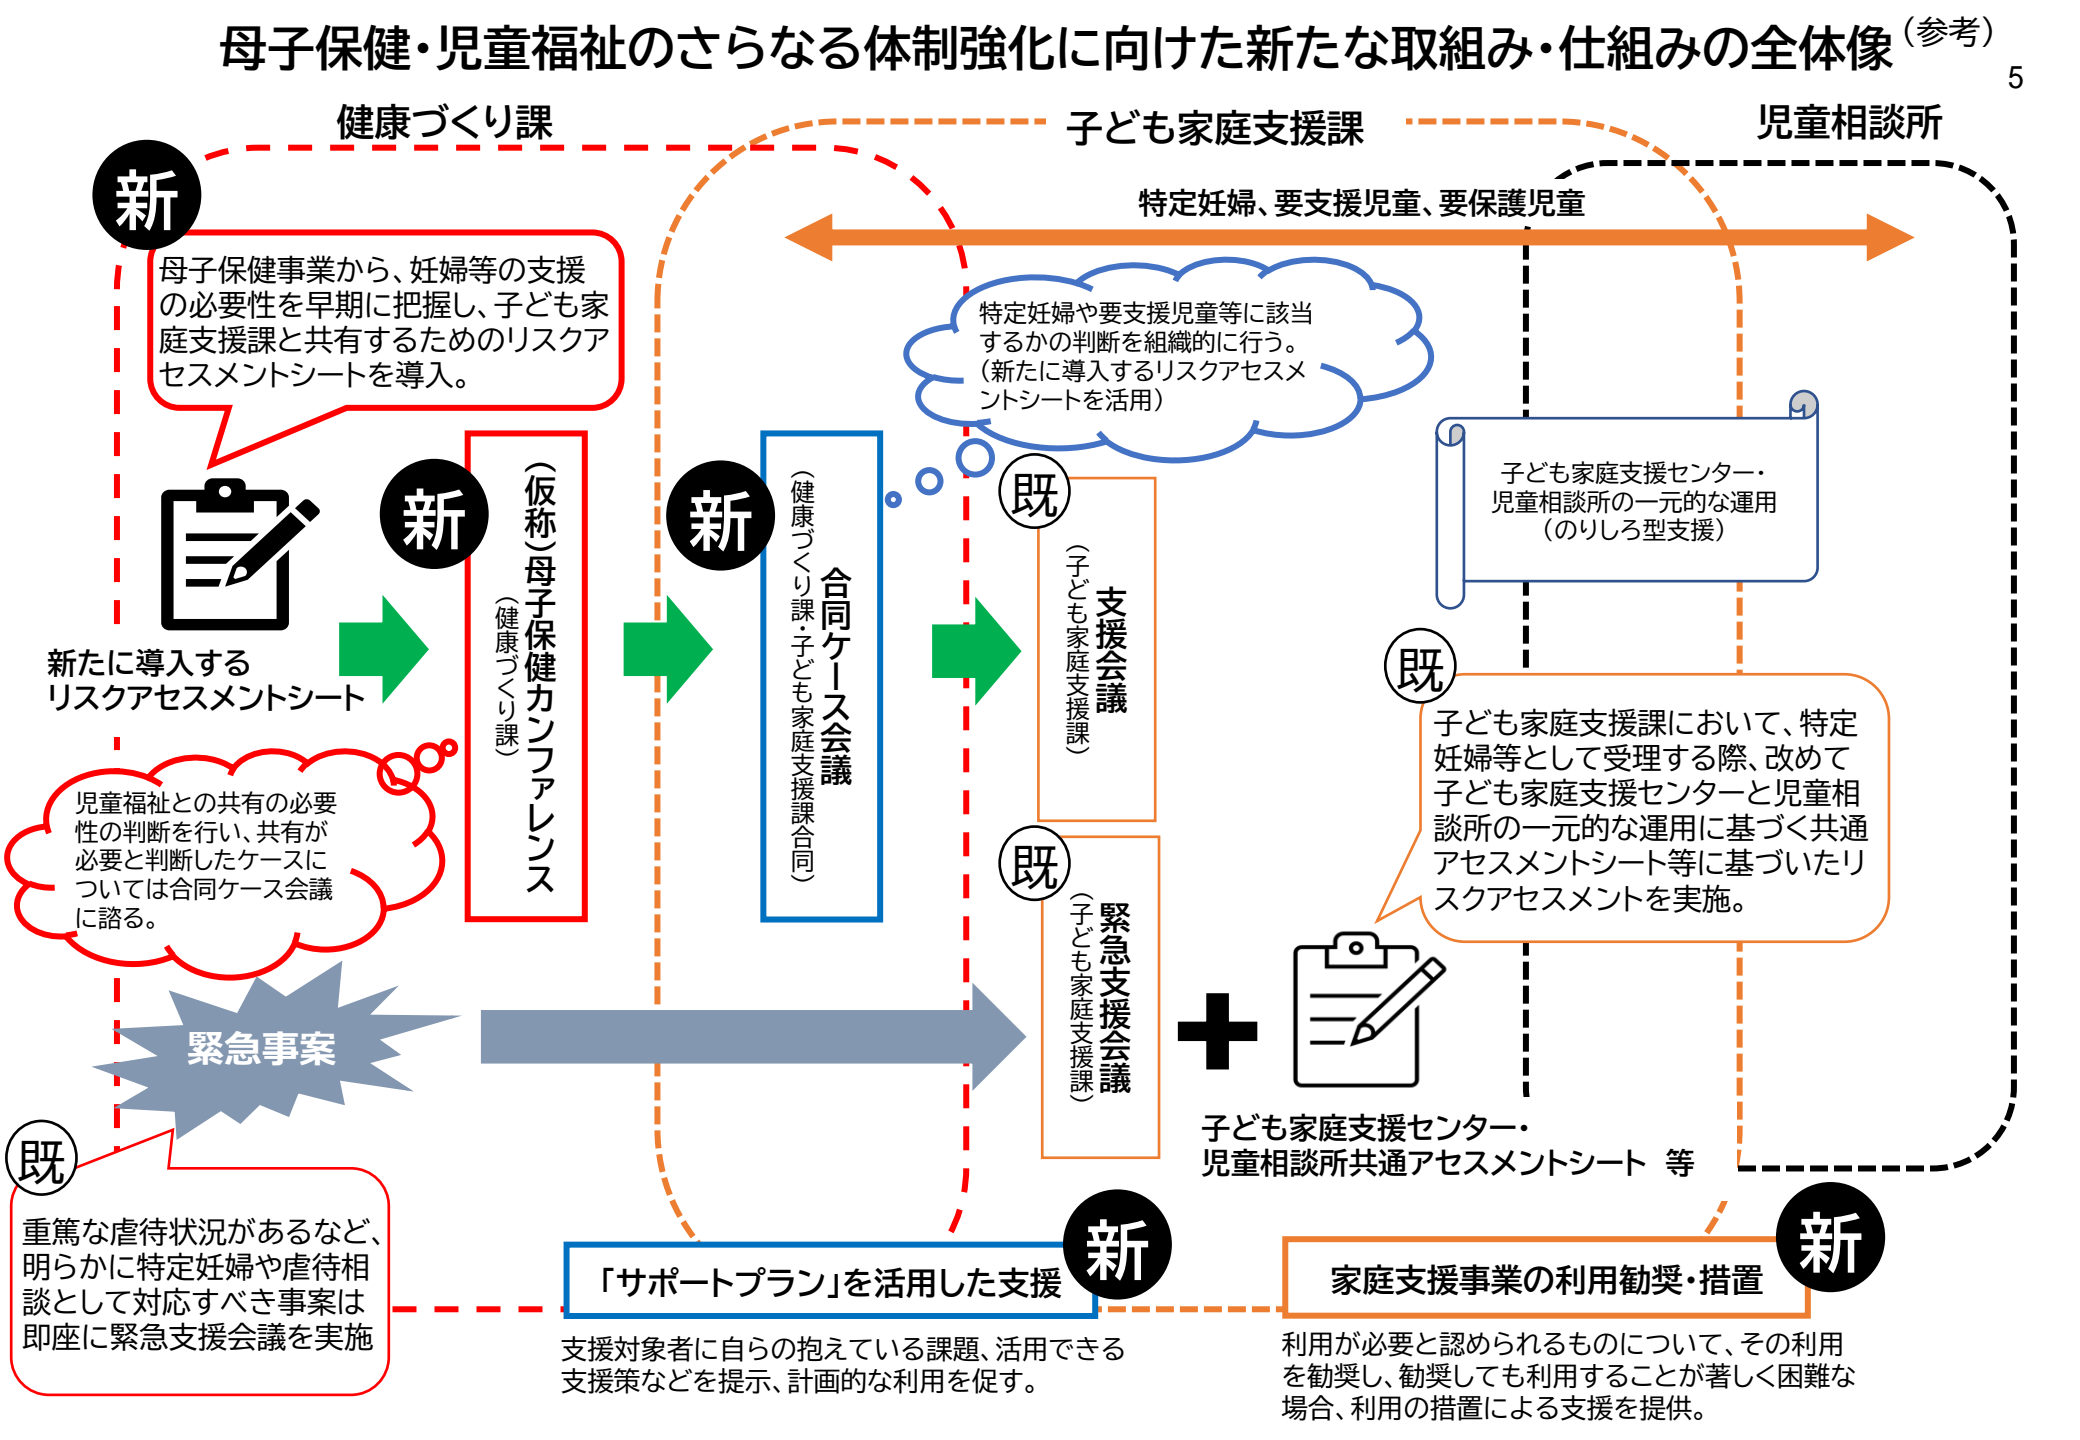 母子保健・児童福祉のさらなる体制強化に向けた新たな取組み・仕組みの全体像
（参考）
5
健康づくり課
子ども家庭支援課
児童相談所
特定妊婦、要支援児童、要保護児童
新
母子保健事業から、妊婦等の支援
の必要性を早期に把握し、子ども家
庭支援課と共有するためのリスクア
セスメントシートを導入。
特定妊婦や要支援児童等に該当
するかの判断を組織的に行う。
（新たに導入するリスクアセスメ
ントシートを活用）
子ども家庭支援センター・
児童相談所の一元的な運用
（のりしろ型支援）
新たに導入する
リスクアセスメントシート
新
（仮称）母子保健カンファレンス
（健康づくり課）
新
合同ケース会議
（健康づくり課・子ども家庭支援課合同）
既
支援会議
（子ども家庭支援課）
既
子ども家庭支援課において、特定
妊婦等として受理する際、改めて
子ども家庭支援センターと児童相
談所の一元的な運用に基づく共通
アセスメントシート等に基づいたリ
スクアセスメントを実施。
児童福祉との共有の必要
性の判断を行い、共有が
必要と判断したケースに
ついては合同ケース会議
に諮る。
既
緊急支援会議
（子ども家庭支援課）
緊急事案
子ども家庭支援センター・
児童相談所共通アセスメントシート 等
既
重篤な虐待状況があるなど、
明らかに特定妊婦や虐待相
談として対応すべき事案は
即座に緊急支援会議を実施
「サポートプラン」を活用した支援
新
支援対象者に自らの抱えている課題、活用できる
支援策などを提示、計画的な利用を促す。
家庭支援事業の利用勧奨・措置
新
利用が必要と認められるものについて、その利用
を勧奨し、勧奨しても利用することが著しく困難な
場合、利用の措置による支援を提供。